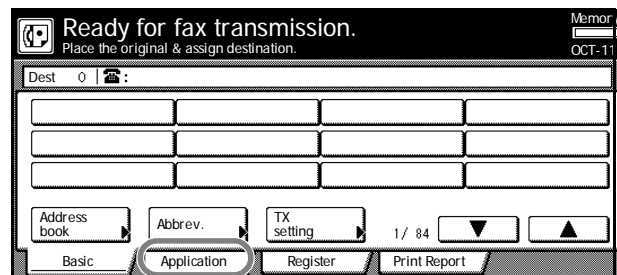 Ready for fax transmission.
Place the original & assign destination.
Memor
OCT-11
Dest 0 ☎:
Address book
Abbrev.
TX setting
1/ 84 ▼ ▲
Basic Application Register Print Report